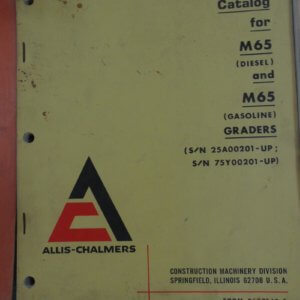 Catalog
for
M65
(DIESEL)
and
M65
(GASOLINE)
GRADERS
(S/N 25A00201-UP;
S/N 75Y00201-UP)
ALLIS-CHALMERS
CONSTRUCTION MACHINERY DIVISION
SPRINGFIELD, ILLINOIS 62708 U.S.A.